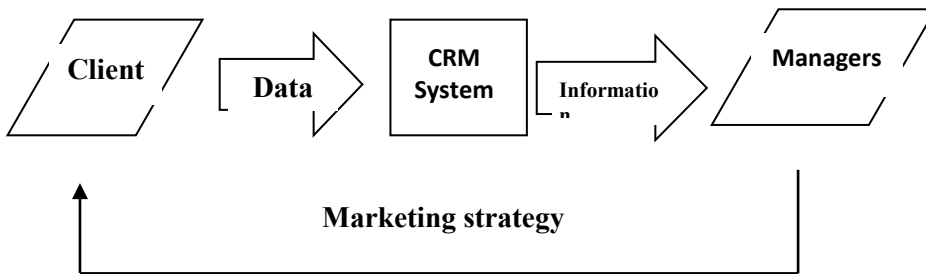 Client
Data
CRM
System
Informatio
n
Managers
Marketing strategy